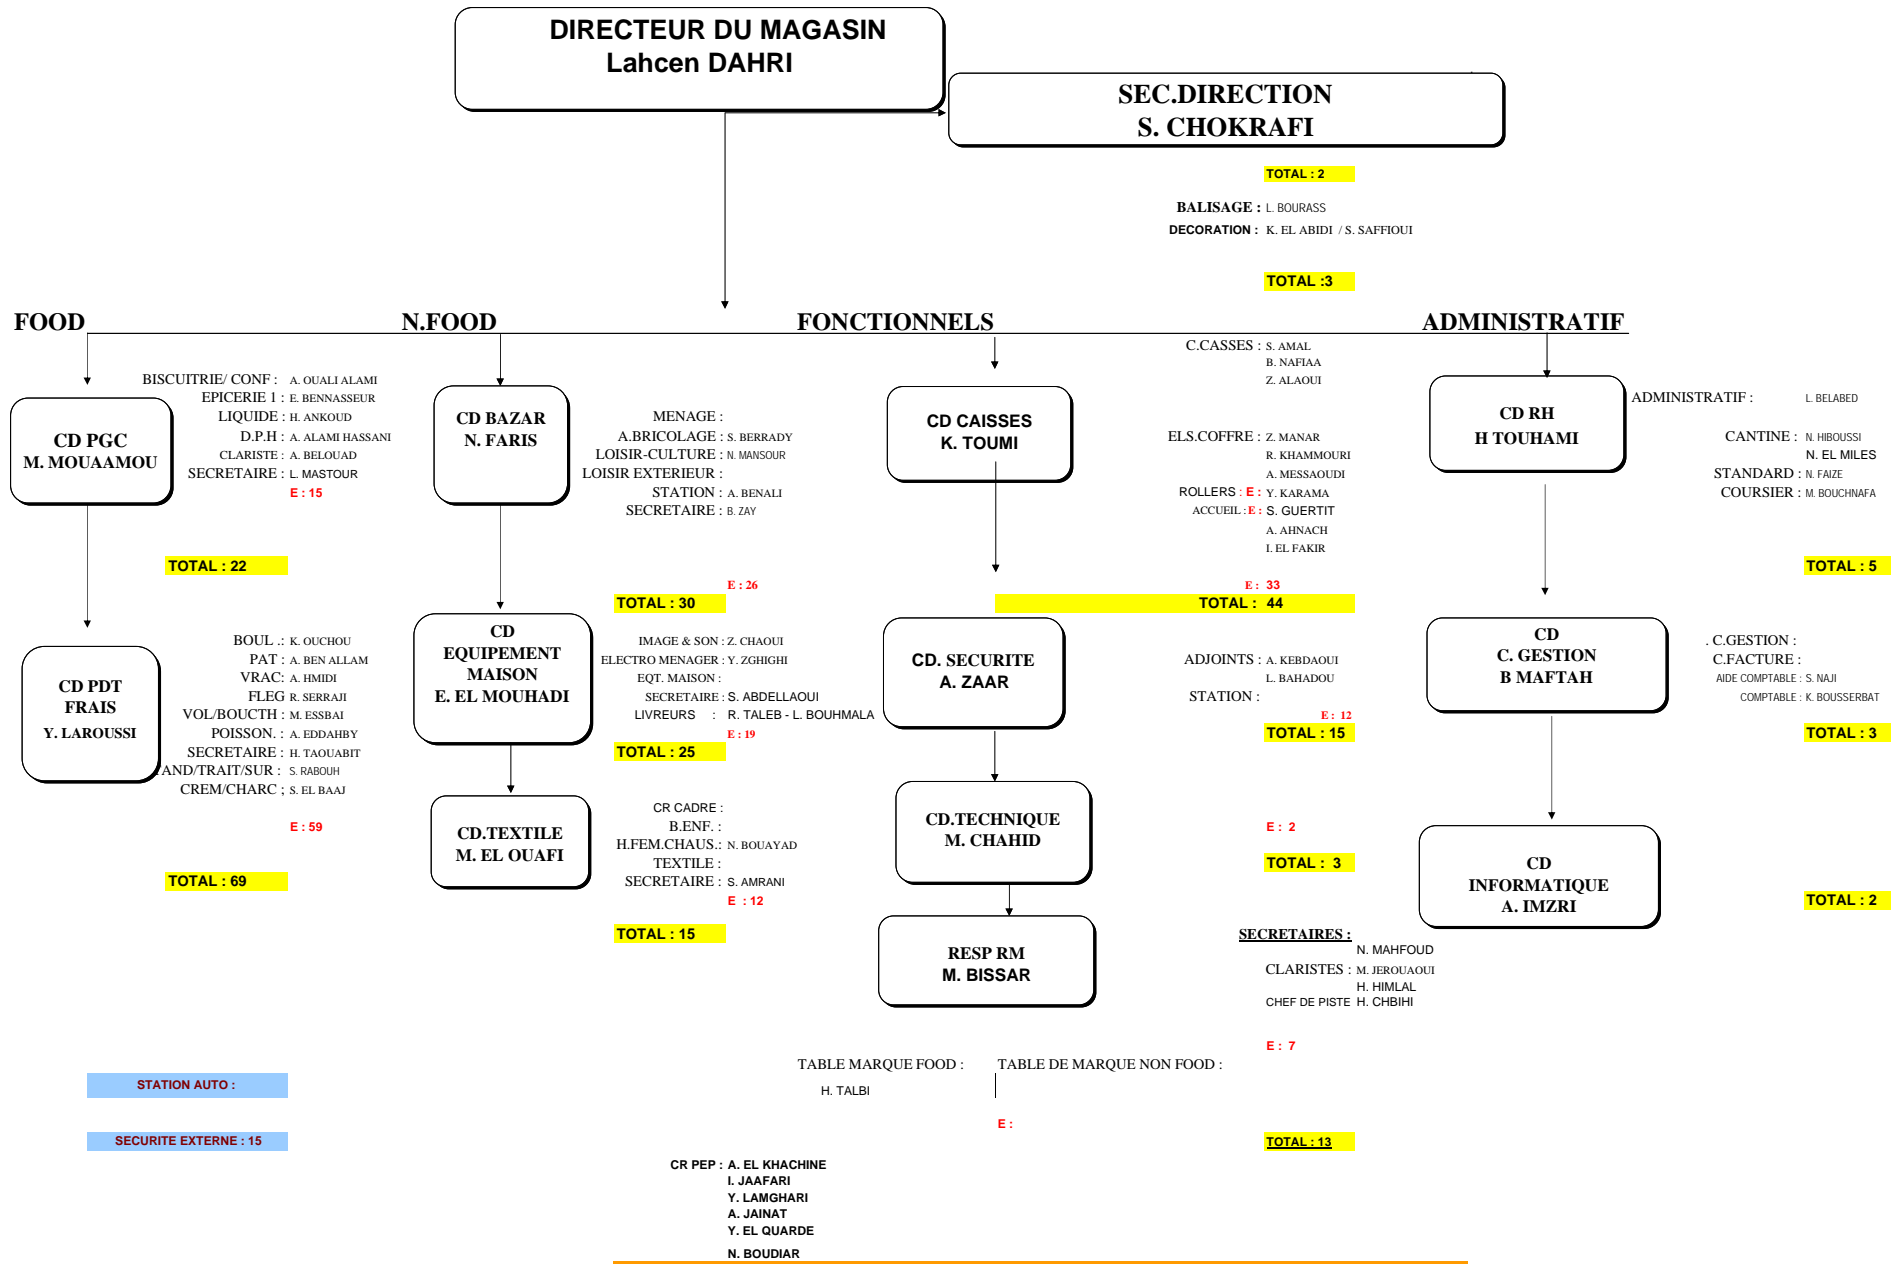 DIRECTEUR DU MAGASIN
Lahcen DAHRI
SEC.DIRECTION
S. CHOKRAFI
TOTAL : 2
BALISAGE : L. BOURASS
DECORATION : K. EL ABIDI / S. SAFFIOUI
TOTAL :3
FOOD
N.FOOD
FONCTIONNELS
ADMINISTRATIF
CD PGC
M. MOUAAMOU
BISCUITRIE/ CONF : A. OUALI ALAMI
EPICERIE 1 : E. BENNASSEUR
LIQUIDE : H. ANKOUD
D.P.H : A. ALAMI HASSANI
CLARISTE : A. BELOUAD
SECRETAIRE : L. MASTOUR
E : 15
TOTAL : 22
CD PDT
FRAIS
Y. LAROUSSI
BOUL .: K. OUCHOU
PAT : A. BEN ALLAM
VRAC: A. HMIDI
FLEG R. SERRAJI
VOL/BOUCTH : M. ESSBAI
POISSON. : A. EDDAHBY
SECRETAIRE : H. TAOUABIT
AND/TRAIT/SUR : S. RABOUH
CREM/CHARC ; S. EL BAAJ
E : 59
TOTAL : 69
CD BAZAR
N. FARIS
MENAGE :
A.BRICOLAGE : S. BERRADY
LOISIR-CULTURE : N. MANSOUR
LOISIR EXTERIEUR :
STATION : A. BENALI
SECRETAIRE : B. ZAY
E : 26
TOTAL : 30
CD
EQUIPEMENT
MAISON
E. EL MOUHADI
IMAGE & SON : Z. CHAOUI
ELECTRO MENAGER : Y. ZGHIGHI
EQT. MAISON :
SECRETAIRE : S. ABDELLAOUI
LIVREURS : R. TALEB - L. BOUHMALA
E : 19
TOTAL : 25
CD.TEXTILE
M. EL OUAFI
CR CADRE :
B.ENF. :
H.FEM.CHAUS.: N. BOUAYAD
TEXTILE :
SECRETAIRE : S. AMRANI
E : 12
TOTAL : 15
CD CAISSES
K. TOUMI
C.CASSES : S. AMAL
B. NAFIAA
Z. ALAOUI
ELS.COFFRE : Z. MANAR
R. KHAMMOURI
A. MESSAOUDI
ROLLERS : E : Y. KARAMA
ACCUEIL : E : S. GUERTIT
A. AHNACH
I. EL FAKIR
E : 33
TOTAL : 44
CD. SECURITE
A. ZAAR
ADJOINTS : A. KEBDAOUI
L. BAHADOU
STATION :
E : 12
TOTAL : 15
CD.TECHNIQUE
M. CHAHID
E : 2
TOTAL : 3
RESP RM
M. BISSAR
SECRETAIRES :
N. MAHFOUD
CLARISTES : M. JEROUAOUI
H. HIMLAL
CHEF DE PISTE H. CHBIHI
E : 7
CD RH
H TOUHAMI
ADMINISTRATIF : L. BELABED
CANTINE : N. HIBOUSSI
N. EL MILES
STANDARD : N. FAIZE
COURSIER : M. BOUCHNAFA
TOTAL : 5
CD
C. GESTION
B MAFTAH
. C.GESTION :
C.FACTURE :
AIDE COMPTABLE : S. NAJI
COMPTABLE : K. BOUSSERBAT
TOTAL : 3
CD
INFORMATIQUE
A. IMZRI
TOTAL : 2
TABLE MARQUE FOOD : TABLE DE MARQUE NON FOOD :
H. TALBI
E :
STATION AUTO :
SECURITE EXTERNE : 15
TOTAL : 13
CR PEP : A. EL KHACHINE
I. JAAFARI
Y. LAMGHARI
A. JAINAT
Y. EL QUARDE
N. BOUDIAR